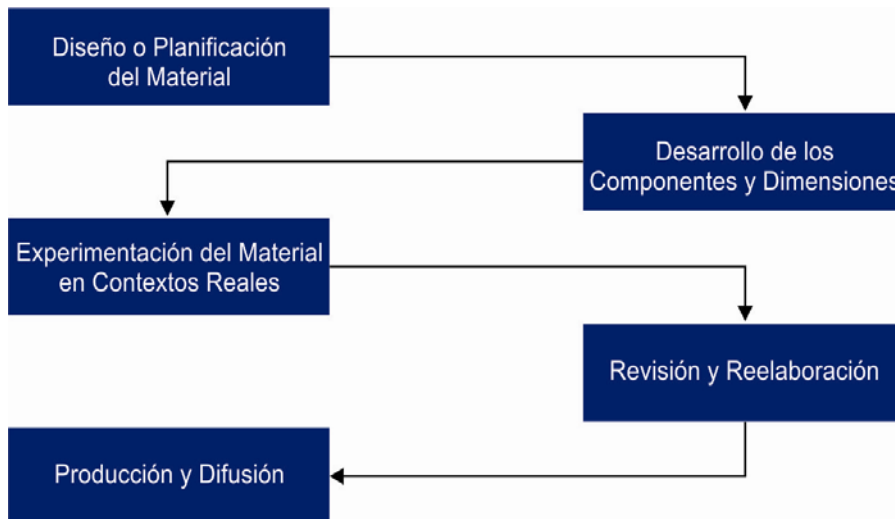 Diseño o Planificación
del Material
Desarrollo de los
Componentes y Dimensiones
Experimentación del Material
en Contextos Reales
Revisión y Reelaboración
Producción y Difusión